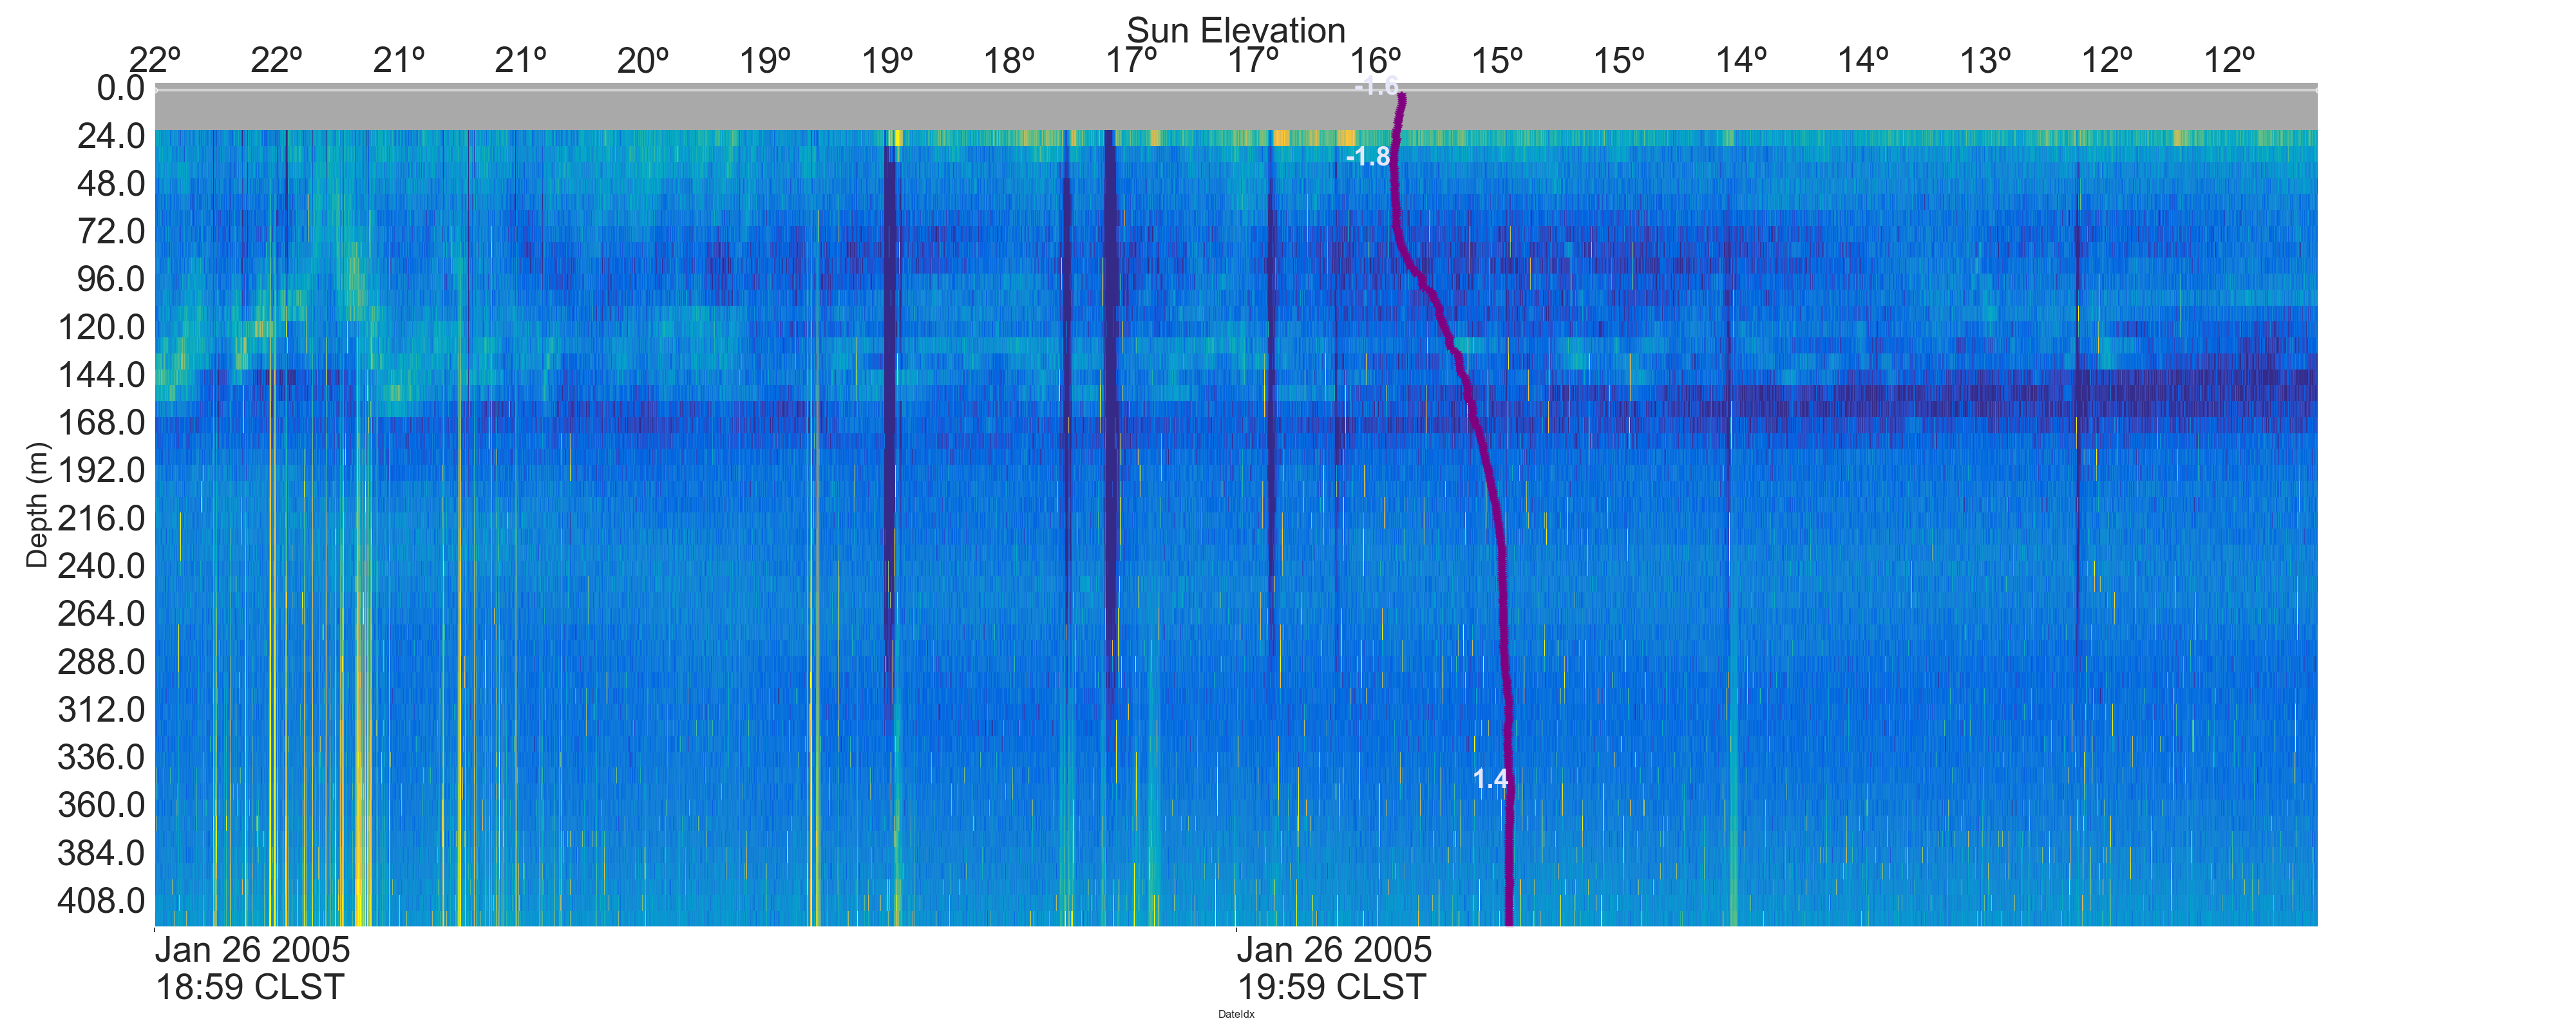 Sun Elevation
22º 22º 21º 21º 20º 19º 19º 18º 17º 17º 16º 15º 15º 14º 14º 13º 12º 12º
0.0
24.0
48.0
72.0
96.0
120.0
144.0
168.0
192.0
216.0
240.0
264.0
288.0
312.0
336.0
360.0
384.0
408.0
Depth (m)
-1.6
-1.8
1.4
Jan 26 2005
18:59 CLST
Jan 26 2005
19:59 CLST
DateIdx